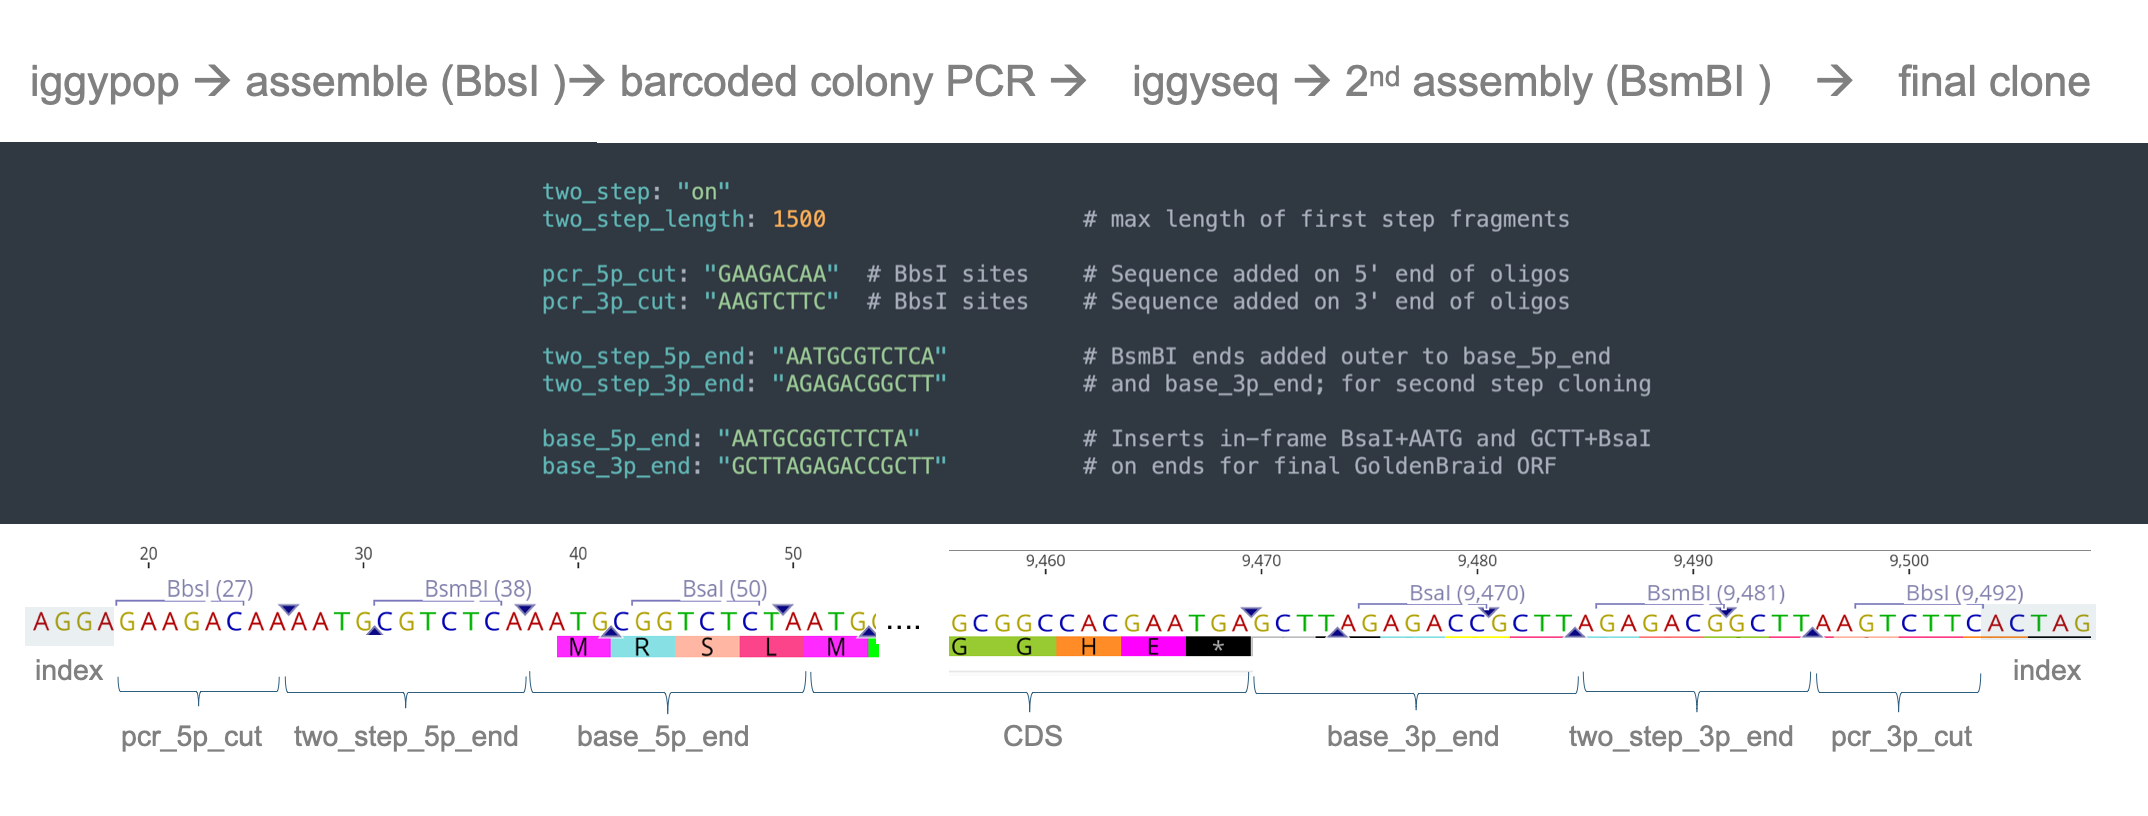 iggypop → assemble (BbsI )→ barcoded colony PCR → iggyseq → 2nd assembly (BsmBI ) → final clone
two_step: "on"
two_step_length: 1500 # max length of first step fragments
pcr_5p_cut: "GAAGACAA" # BbsI sites # Sequence added on 5' end of oligos
pcr_3p_cut: "AAGTCTTC" # BbsI sites # Sequence added on 3' end of oligos
two_step_5p_end: "AATGCGTCTCA" # BsmBI ends added outer to base_5p_end
two_step_3p_end: "AGAGACGGCTT" # and base_3p_end; for second step cloning
base_5p_end: "AATGCGGTCTCTA" # Inserts in-frame BsaI+AATG and GCTT+BsaI
base_3p_end: "GCTTAGAGACCGCTT" # on ends for final GoldenBraid ORF
20 30 40 50 9,460 9,470 9,480 9,490 9,500
BbsI (27) BsmBI (38) BsaI (50) BsaI (9,470) BsmBI (9,481) BbsI (9,492)
AGGAGAAGACAAAATGCGTCTCAAATGCGGTCTCTAATG .... GCGGCCACGAATGAGCTTAGAGACCGCTTAGAGACGGCTTAAGTCTTCACTAG
M R S L M G G H E *
index index
pcr_5p_cut two_step_5p_end base_5p_end CDS base_3p_end two_step_3p_end pcr_3p_cut